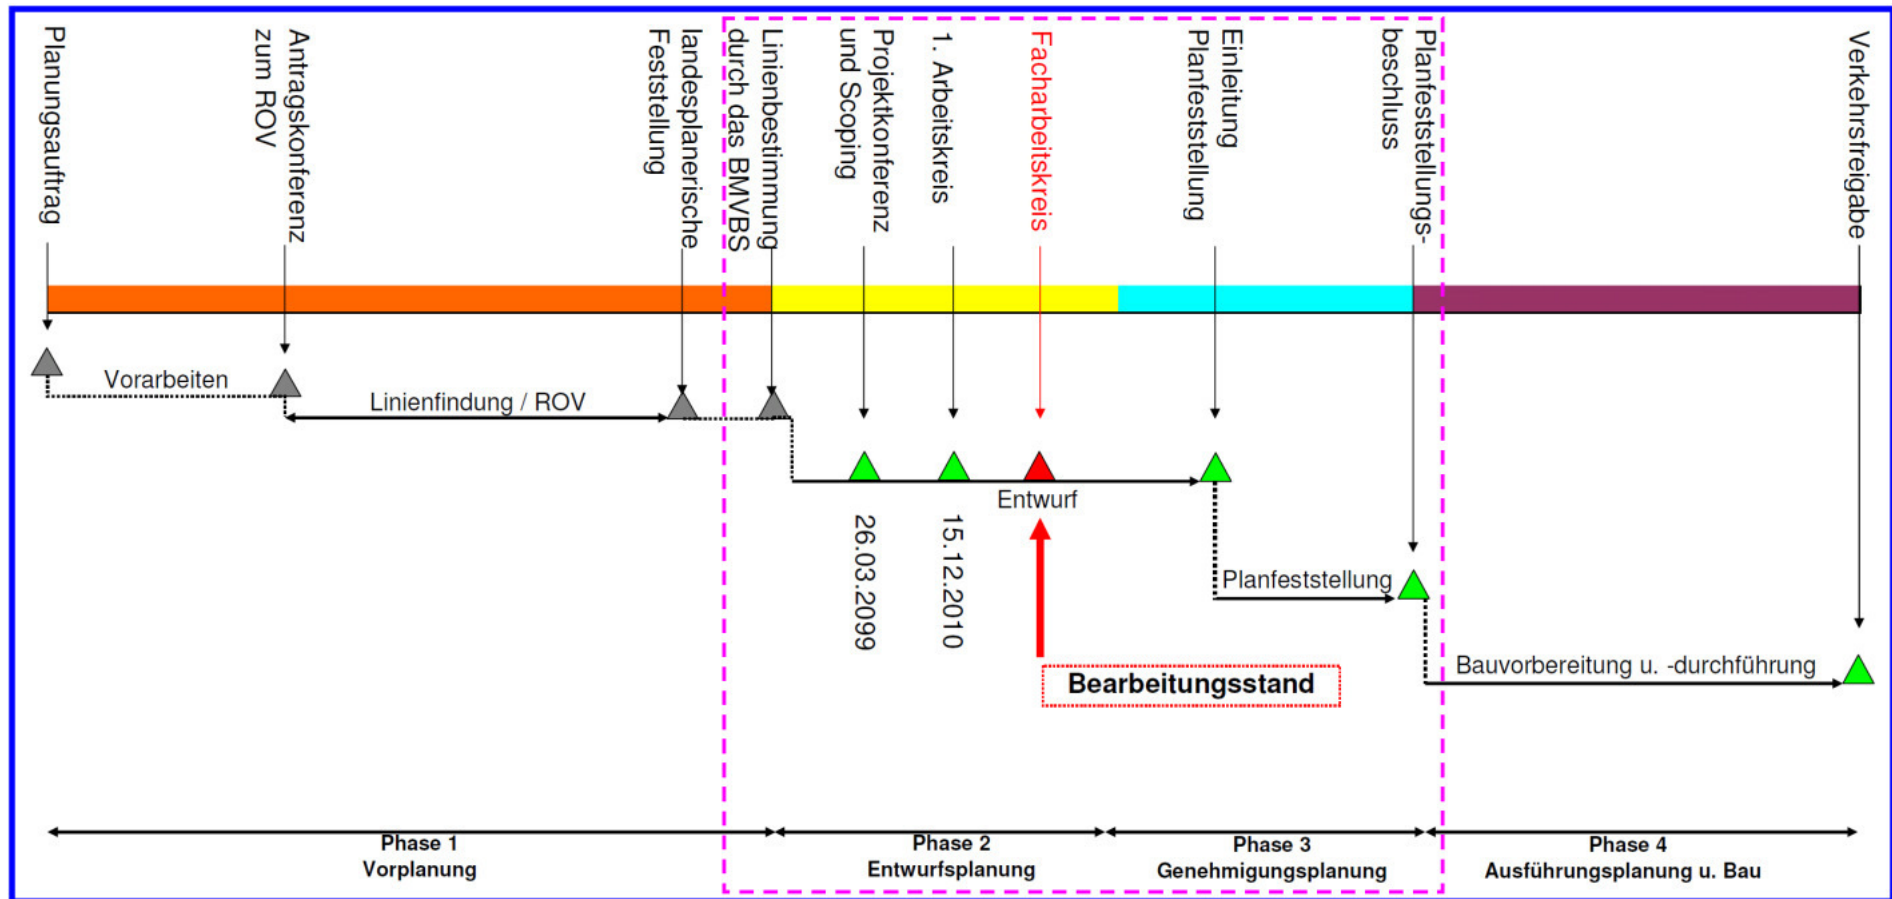 Planungsauftrag
Antragskonferenz
zum ROV
landesplanerische
Feststellung
Linienbestimmung
durch das BMVBS
Projektkonferenz
und Scoping
1. Arbeitskreis
Facharbeitskreis
Einleitung
Planfeststellung
Planfeststellungs-
beschluss
Verkehrsfreigabe
Vorarbeiten
Linienfindung / ROV
Entwurf
26.03.2099
15.12.2010
Planfeststellung
Bauvorbereitung u. -durchführung
Bearbeitungsstand
Phase 1
Vorplanung
Phase 2
Entwurfsplanung
Phase 3
Genehmigungsplanung
Phase 4
Ausführungsplanung u. Bau